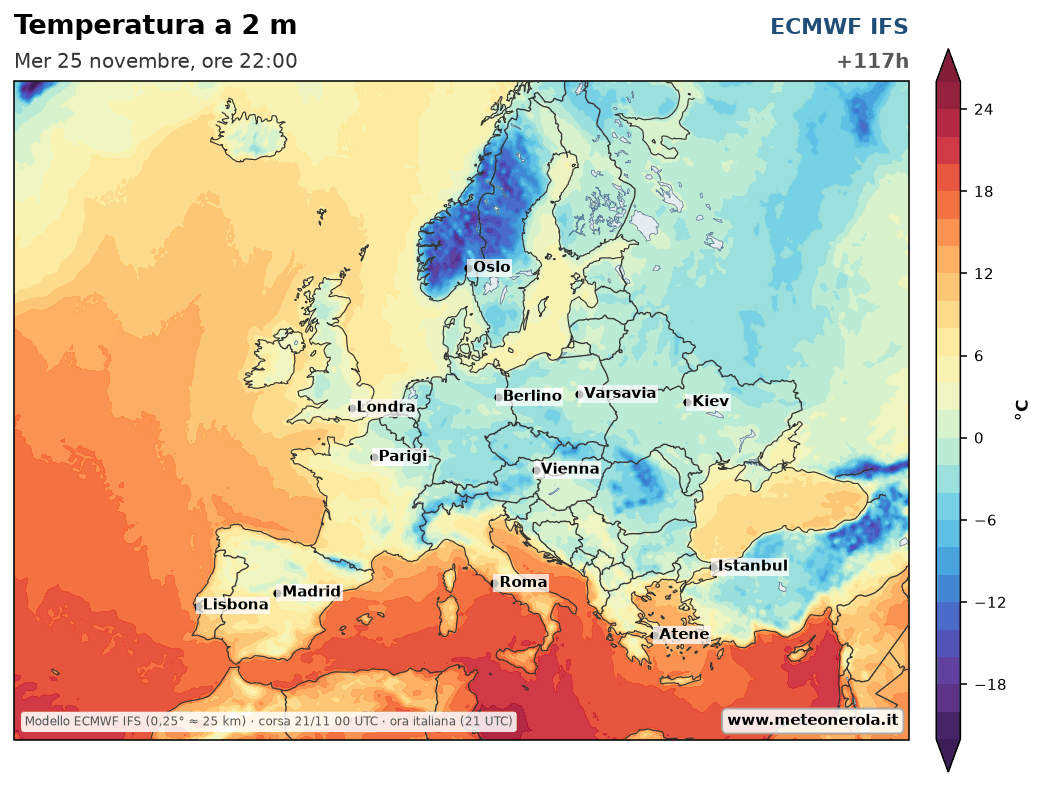 Temperatura a 2 m
ECMWF IFS
Mer 25 novembre, ore 22:00
+117h
24
18
12
6
0
−6
−12
−18
°C
Oslo
Londra
Berlino
Varsavia
Kiev
Parigi
Vienna
Istanbul
Madrid
Lisbona
Roma
Atene
Modello ECMWF IFS (0,25° ≈ 25 km) · corsa 21/11 00 UTC · ora italiana (21 UTC)
www.meteonerola.it